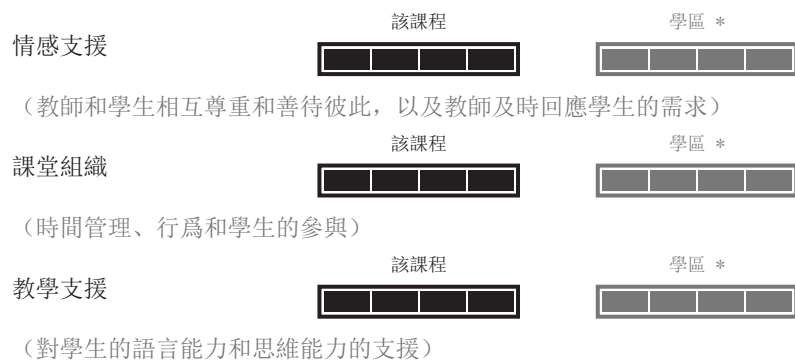 該課程 學區 *
情感支援
（教師和學生相互尊重和善待彼此，以及教師及時回應學生的需求）
該課程 學區 *
課堂組織
（時間管理、行爲和學生的參與）
該課程 學區 *
教學支援
（對學生的語言能力和思維能力的支援）